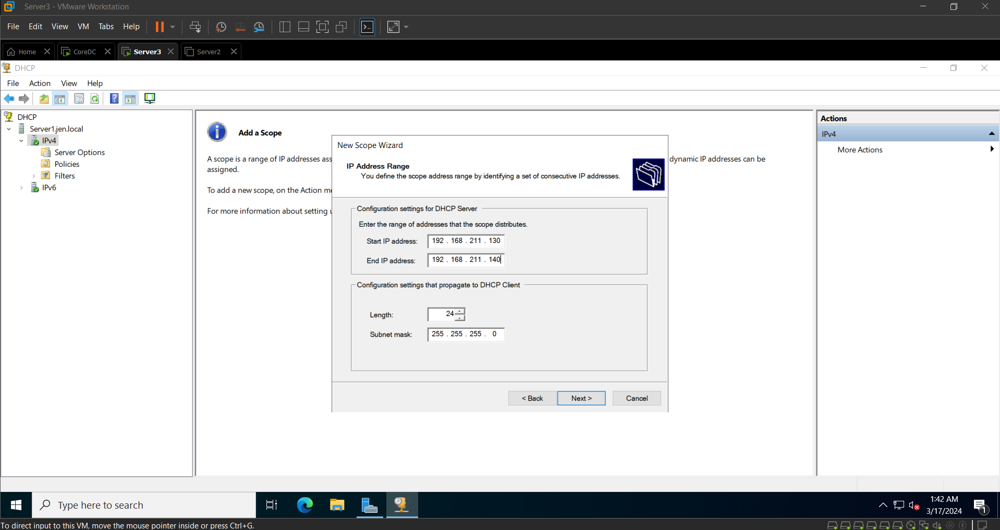 Server3 - VMware Workstation
File Edit View VM Tabs Help
Home CoreDC Server3 Server2
DHCP
File Action View Help
DHCP
Server1.jen.local
IPv4
Server Options
Policies
Filters
IPv6
Add a Scope
A scope is a range of IP addresses ass
dynamic IP addresses can be
assigned.
To add a new scope, on the Action me
For more information about setting u
New Scope Wizard
IP Address Range
You define the scope address range by identifying a set of consecutive IP addresses.
Configuration settings for DHCP Server
Enter the range of addresses that the scope distributes.
Start IP address: 192 . 168 . 211 . 130
End IP address: 192 . 168 . 211 . 140
Configuration settings that propagate to DHCP Client
Length: 24
Subnet mask: 255 . 255 . 255 . 0
< Back Next > Cancel
Actions
IPv4
More Actions
Type here to search
1:42 AM
3/17/2024
1
To direct input to this VM, move the mouse pointer inside or press Ctrl+G.